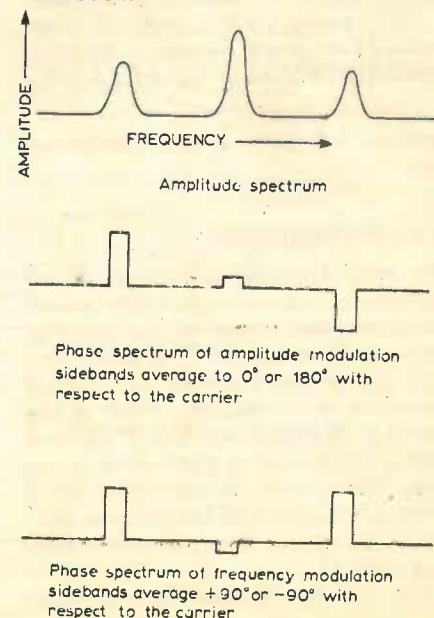 AMPLITUDE
FREQUENCY
Amplitude spectrum
Phase spectrum of amplitude modulation
sidebands average to 0° or 180° with
respect to the carrier
Phase spectrum of frequency modulation
sidebands average +90° or -90° with
respect to the carrier